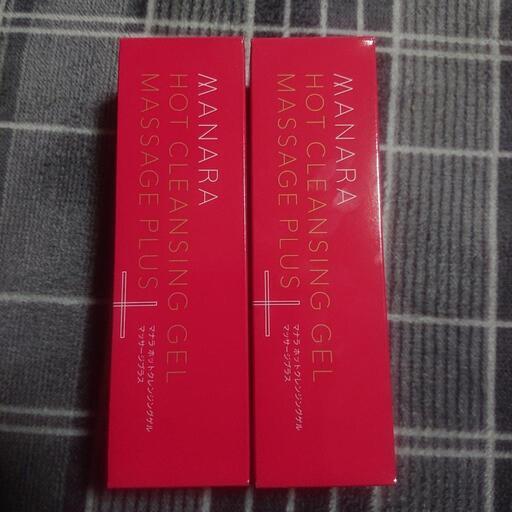 MANARA
HOT CLEANSING GEL
MASSAGE PLUS
マナラ ホットクレンジングゲル
マッサージプラス
MANARA
HOT CLEANSING GEL
MASSAGE PLUS
マナラ ホットクレンジングゲル
マッサージプラス